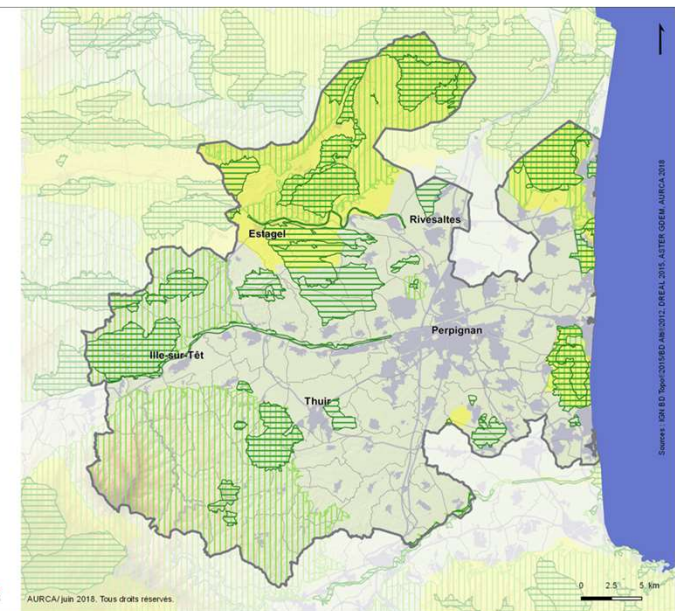 Estagel
Rivesaltes
Perpignan
Ille-sur-Têt
Thuir
Sources : IGN BD Topo®2015/BD Alti®2012, DREAL 2015, ASTER GDEM, AURCA 2018
0 2.5 5 km
AURCA/ juin 2018. Tous droits réservés.